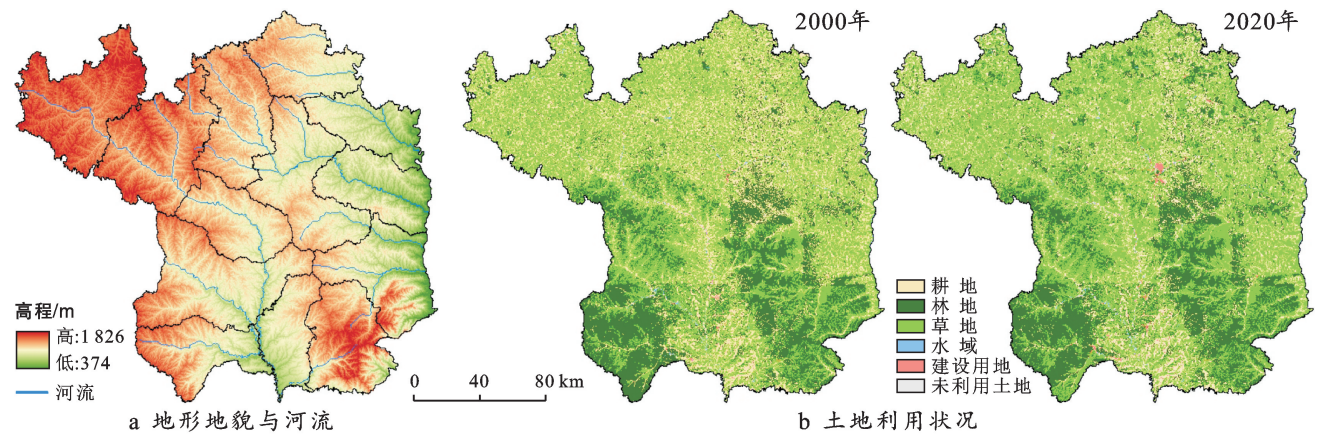 2000年
2020年
高程/m
高:1 826
低:374
河流
0 40 80 km
耕 地
林 地
草 地
水 域
建设用地
未利用土地
a 地形地貌与河流
b 土地利用状况